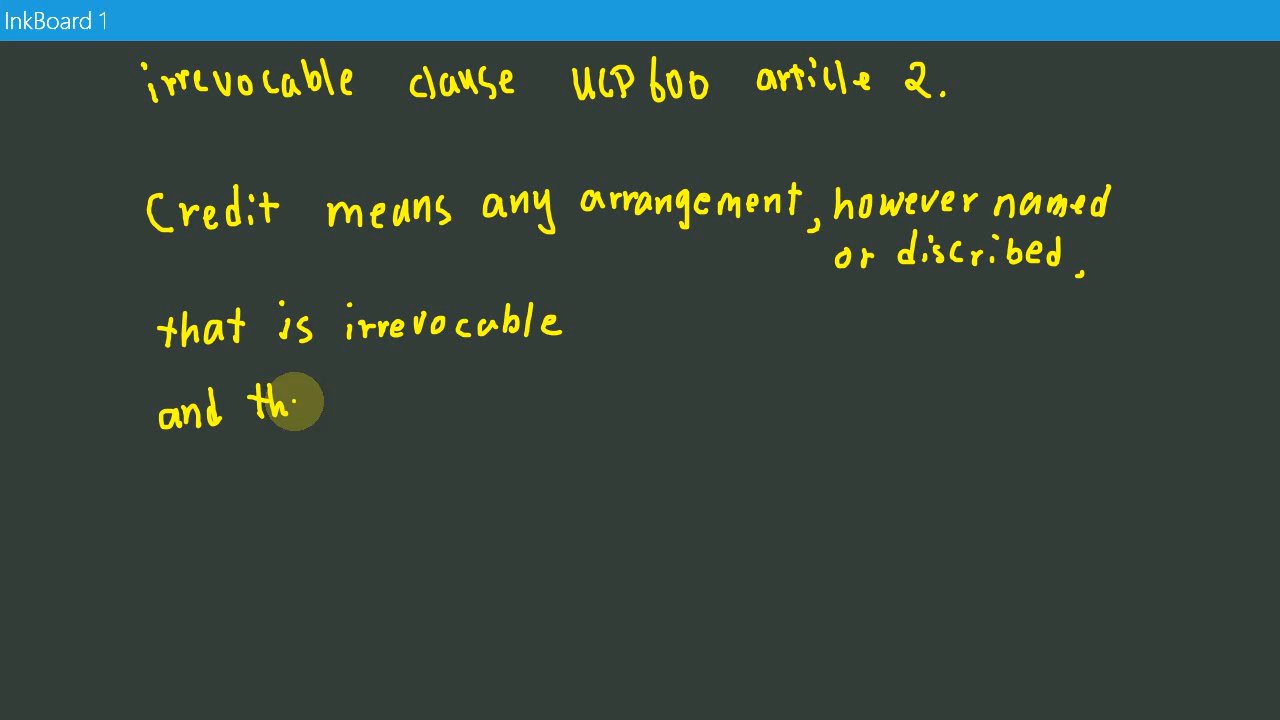 InkBoard 1
irrevocable clause UCP 600 article 2.
Credit means any arrangement, however named
or discribed,
that is irrevocable
and th